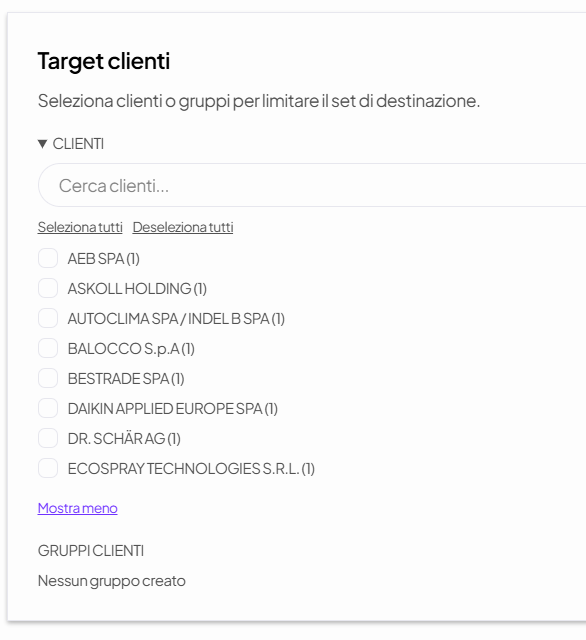 Target clienti
Seleziona clienti o gruppi per limitare il set di destinazione.
▼ CLIENTI
Cerca clienti...
Seleziona tutti Deseleziona tutti
AEB SPA (1)
ASKOLL HOLDING (1)
AUTOCLIMA SPA / INDEL B SPA (1)
BALOCCO S.p.A (1)
BESTRADE SPA (1)
DAIKIN APPLIED EUROPE SPA (1)
DR. SCHÄR AG (1)
ECOSPRAY TECHNOLOGIES S.R.L. (1)
Mostra meno
GRUPPI CLIENTI
Nessun gruppo creato